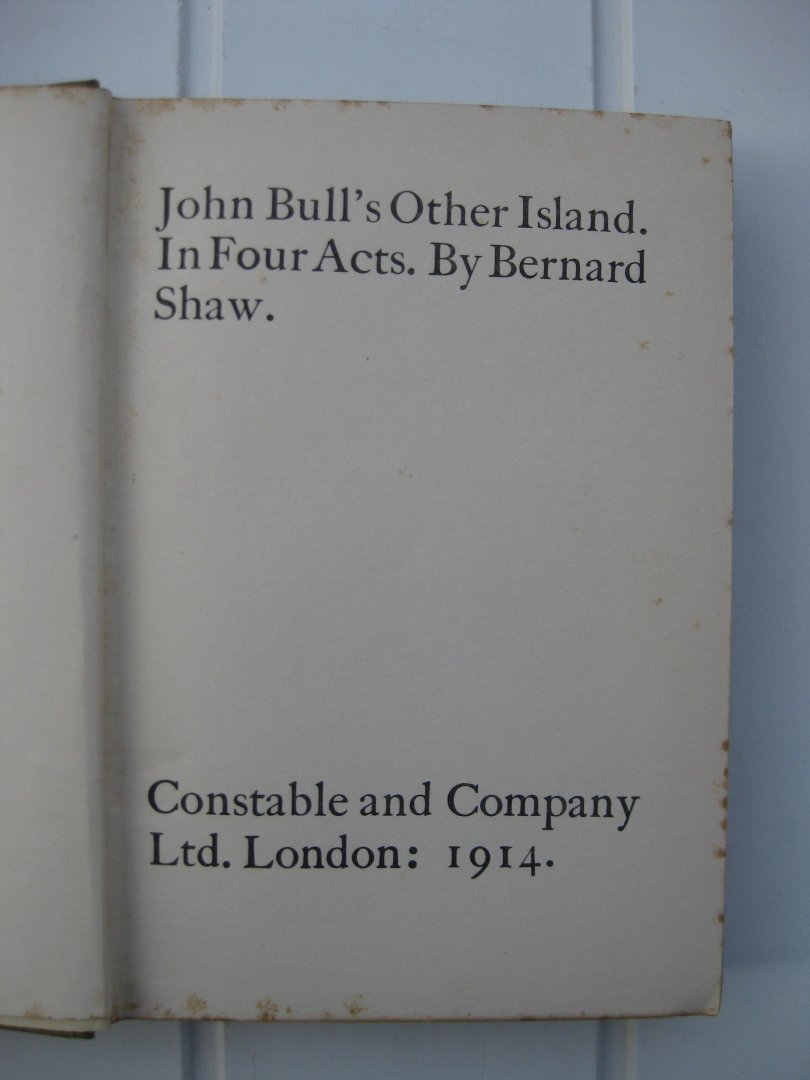 John Bull's Other Island.
In Four Acts. By Bernard
Shaw.
Constable and Company
Ltd. London: 1914.